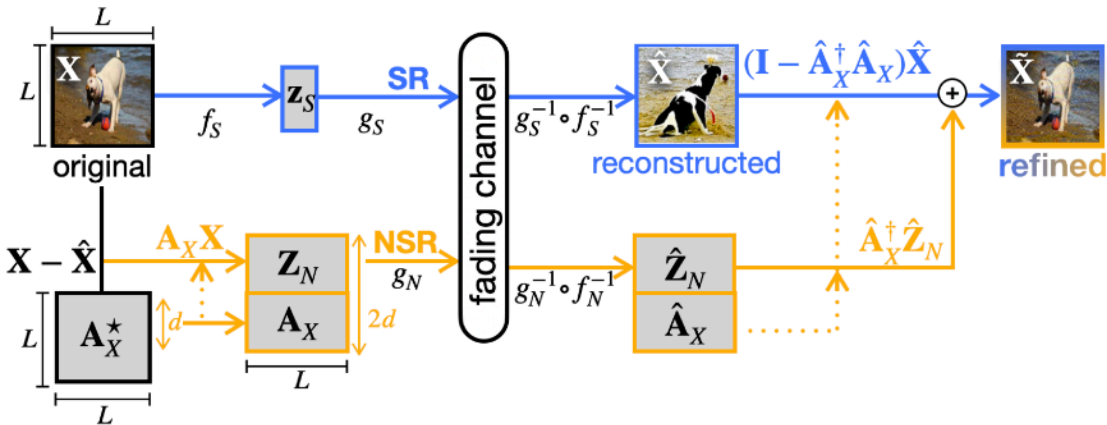 L
L
X
original
f_S
z_S
SR
g_S
fading channel
g_S^{-1} ∘ f_S^{-1}
X̂
reconstructed
(I − Â_X^† Â_X)X̂
+
X̃
refined
X − X̂
A_X X
Z_N
A_X
L
2d
NSR
g_N
g_N^{-1} ∘ f_N^{-1}
Ẑ_N
Â_X
Â_X^† Ẑ_N
L
A_X^⋆
d
L